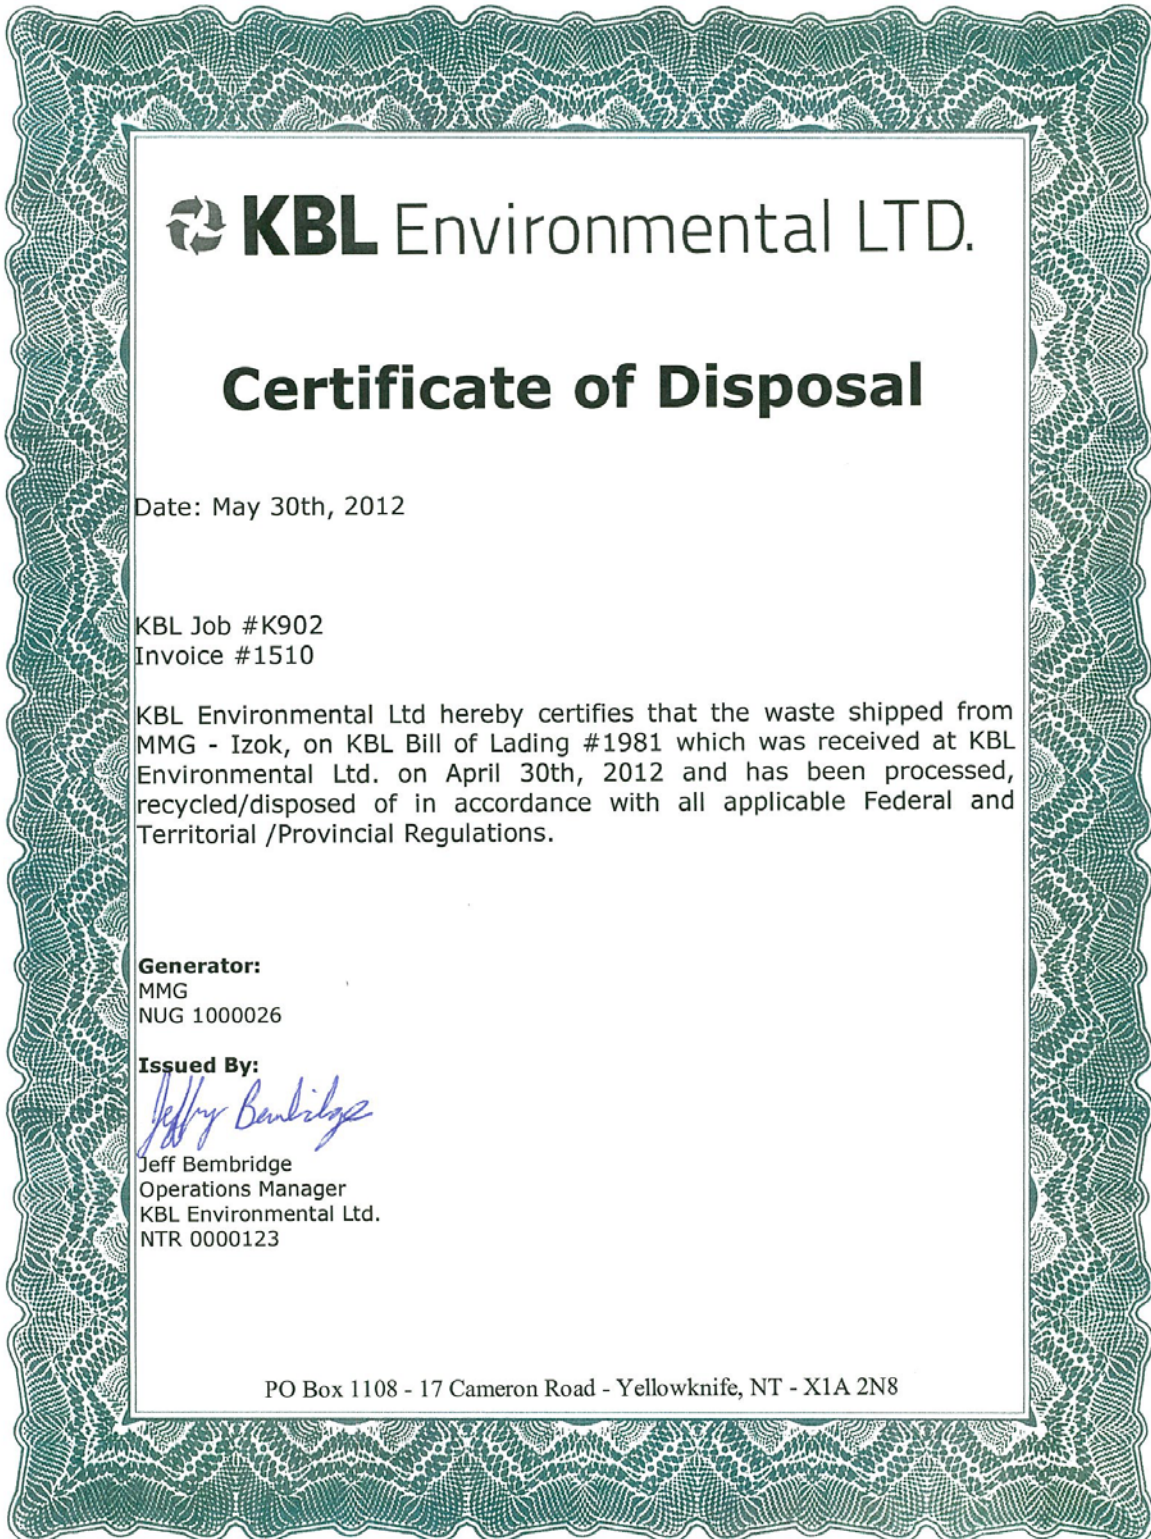 KBL Environmental LTD.
Certificate of Disposal
Date: May 30th, 2012
KBL Job #K902
Invoice #1510
KBL Environmental Ltd hereby certifies that the waste shipped from
MMG - Izok, on KBL Bill of Lading #1981 which was received at KBL
Environmental Ltd. on April 30th, 2012 and has been processed,
recycled/disposed of in accordance with all applicable Federal and
Territorial /Provincial Regulations.
Generator:
MMG
NUG 1000026
Issued By:
Jeffry Bembridge
Jeff Bembridge
Operations Manager
KBL Environmental Ltd.
NTR 0000123
PO Box 1108 - 17 Cameron Road - Yellowknife, NT - X1A 2N8